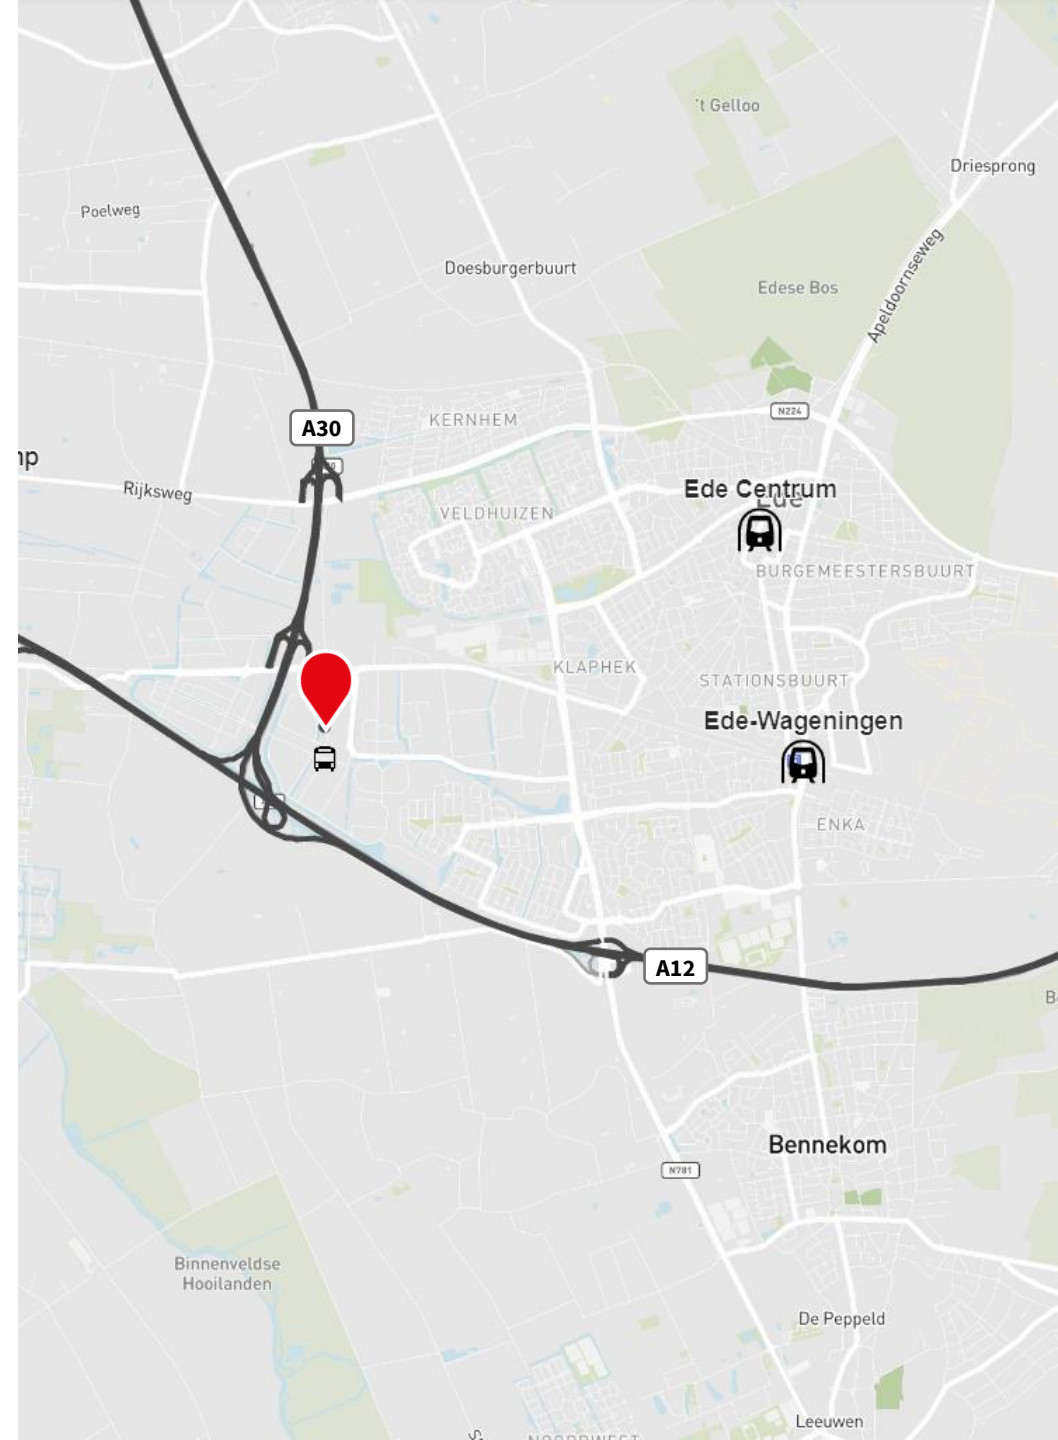 't Gelloo
Driesprong
Poelweg
Doesburgerbuurt
Apeldoornseweg
Edese Bos
N224
KERNHEM
A30
Rijksweg
Ede Centrum
Ede
VELDHUIZEN
BURGEMEESTERSBUURT
KLAPHEK
STATIONSBUURT
Ede-Wageningen
ENKA
A12
Bennekom
N781
Binnenveldse
Hooilanden
De Peppeld
Leeuwen